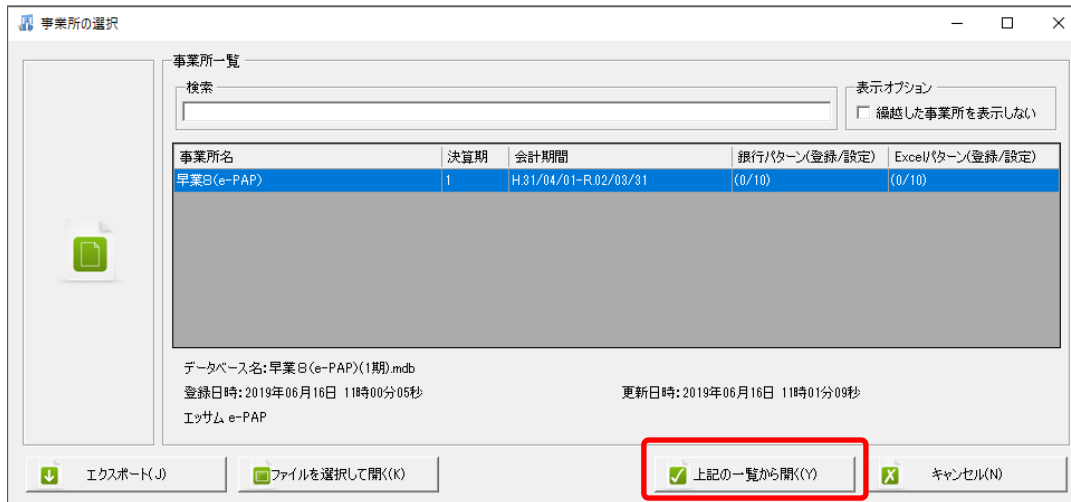 事業所の選択
事業所一覧
検索
表示オプション
繰越した事業所を表示しない
事業所名 決算期 会計期間 銀行パターン(登録/設定) Excelパターン(登録/設定)
早業8(e-PAP) 1 H.31/04/01-R.02/03/31 (0/10) (0/10)
データベース名:早業8(e-PAP)(1期).mdb
登録日時:2019年06月16日 11時00分05秒 更新日時:2019年06月16日 11時01分09秒
エッサム e-PAP
エクスポート(J) ファイルを選択して開く(K) 上記の一覧から開く(Y) キャンセル(N)